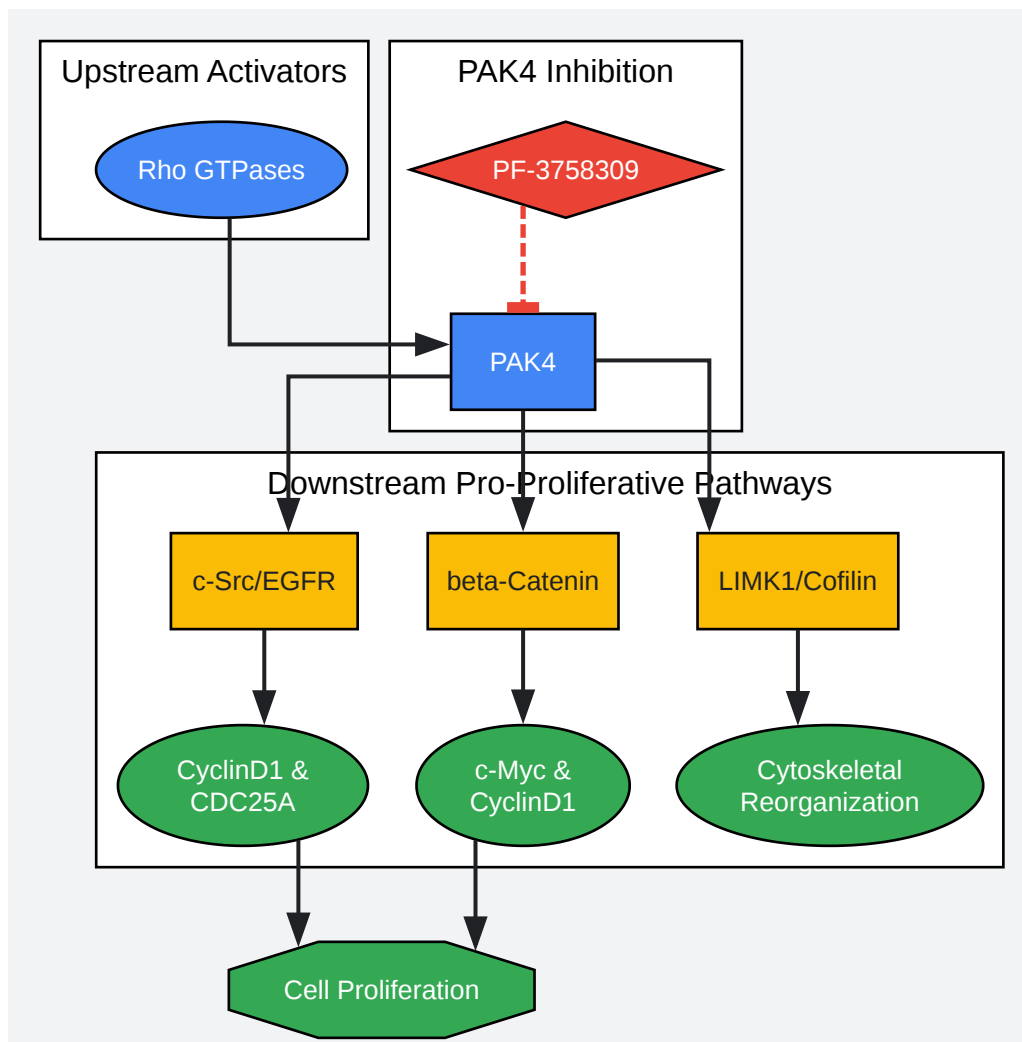 Upstream Activators
PAK4 Inhibition
Rho GTPases
PF-3758309
PAK4
Downstream Pro-Proliferative Pathways
c-Src/EGFR
beta-Catenin
LIMK1/Cofilin
CyclinD1 &
CDC25A
c-Myc &
CyclinD1
Cytoskeletal
Reorganization
Cell Proliferation